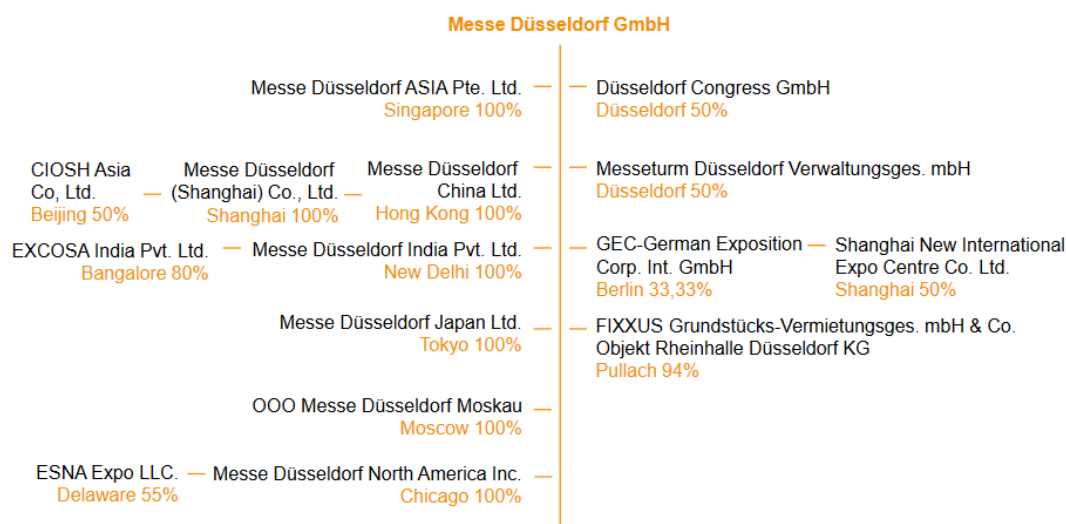 Messe Düsseldorf GmbH
Messe Düsseldorf ASIA Pte. Ltd.
Singapore 100%
Düsseldorf Congress GmbH
Düsseldorf 50%
CIOSH Asia
Co, Ltd.
Beijing 50%
Messe Düsseldorf
(Shanghai) Co., Ltd.
Shanghai 100%
Messe Düsseldorf
China Ltd.
Hong Kong 100%
Messeturm Düsseldorf Verwaltungsges. mbH
Düsseldorf 50%
EXCOSA India Pvt. Ltd.
Bangalore 80%
Messe Düsseldorf India Pvt. Ltd.
New Delhi 100%
GEC-German Exposition
Corp. Int. GmbH
Berlin 33,33%
Shanghai New International
Expo Centre Co. Ltd.
Shanghai 50%
Messe Düsseldorf Japan Ltd.
Tokyo 100%
FIXXUS Grundstücks-Vermietungsges. mbH & Co.
Objekt Rheinhalle Düsseldorf KG
Pullach 94%
OOO Messe Düsseldorf Moskau
Moscow 100%
ESNA Expo LLC.
Delaware 55%
Messe Düsseldorf North America Inc.
Chicago 100%